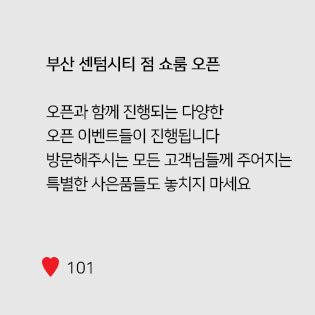 부산 센텀시티 점 쇼룸 오픈
오픈과 함께 진행되는 다양한
오픈 이벤트들이 진행됩니다
방문해주시는 모든 고객님들께 주어지는
특별한 사은품들도 놓치지 마세요
101